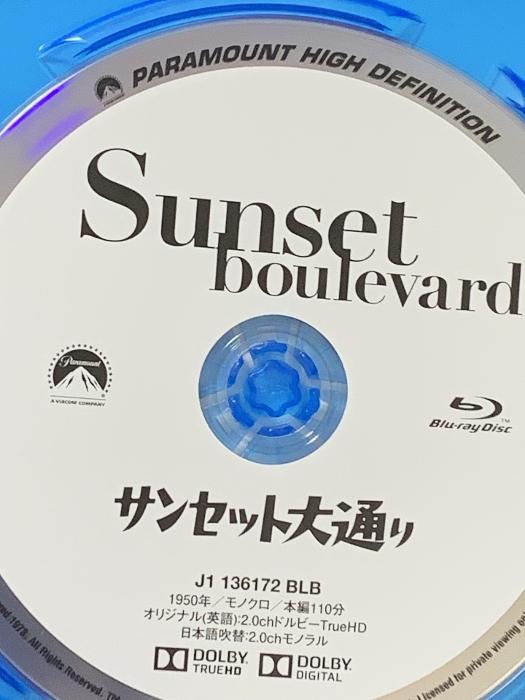 PARAMOUNT HIGH DEFINITION
Sunset
boulevard
Paramount
A VIACOM COMPANY
Blu-ray Disc
TM
サンセット大通り
J1 136172 BLB
1950年／モノクロ／本編110分
オリジナル(英語):2.0chドルビーTrueHD
日本語吹替:2.0chモノラル
DOLBY
TRUEHD
DOLBY
DIGITAL
1978. All Rights Reserved.
Licensed for private viewing